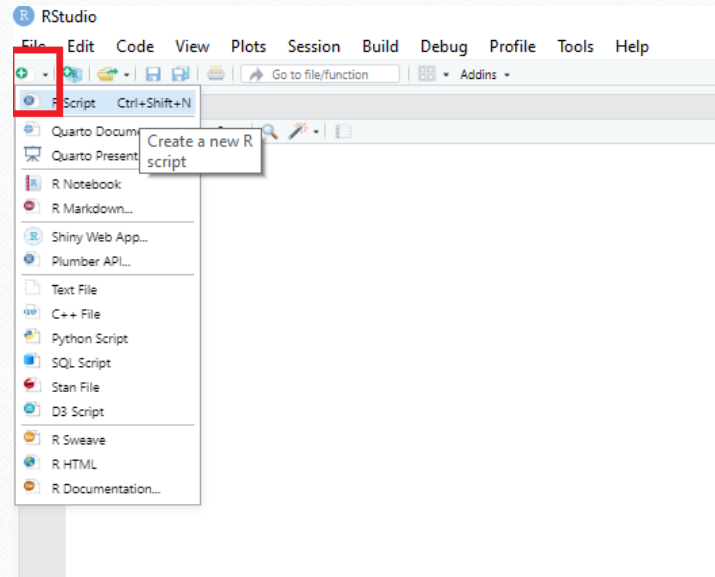 R RStudio
File Edit Code View Plots Session Build Debug Profile Tools Help
Go to file/function Addins
R Script Ctrl+Shift+N
Quarto Docume
Create a new R
script
Quarto Present
R Notebook
R Markdown...
R Shiny Web App...
Plumber API...
Text File
C++ File
Python Script
SQL Script
Stan File
D3 Script
R Sweave
R HTML
R Documentation...